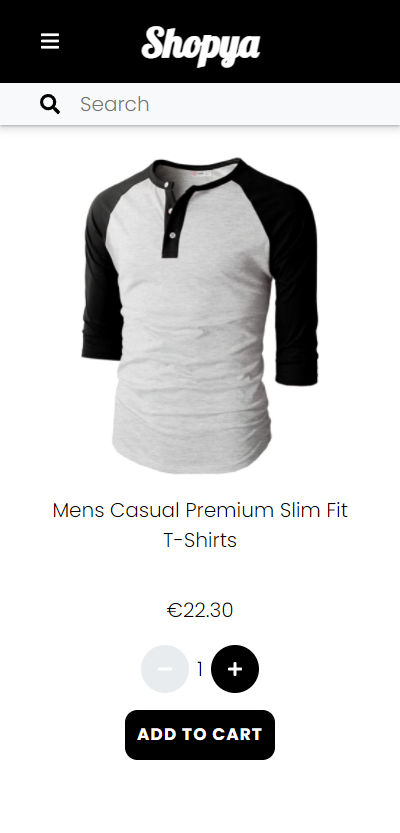 Shopya
Search
Mens Casual Premium Slim Fit
T-Shirts
€22.30
1
ADD TO CART